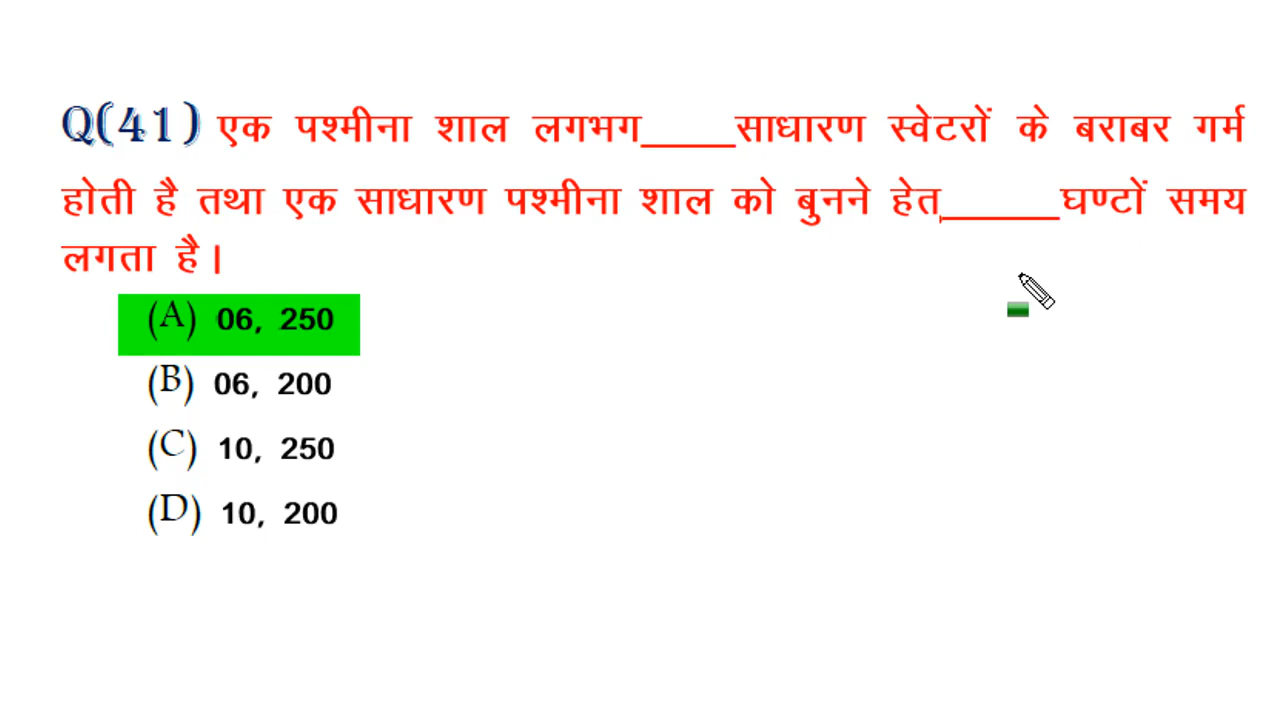 Q(41) एक पश्मीना शाल लगभग____साधारण स्वेटरों के बराबर गर्म
होती है तथा एक साधारण पश्मीना शाल को बुनने हेतु_____घण्टों समय
लगता है।
(A) 06, 250
(B) 06, 200
(C) 10, 250
(D) 10, 200